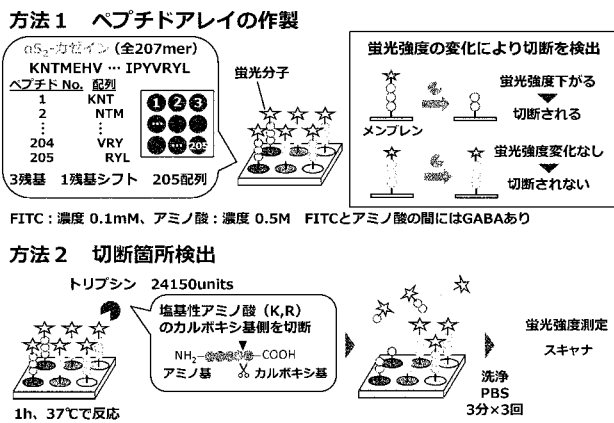 方法１　ペプチドアレイの作製
αS₂-カゼイン（全207mer）
KNTMEHV … IPYVRYL
ペプチド No. 配列
1 KNT
2 NTM
⋮ ⋮
204 VRY
205 RYL
1 2 3
…
… 205
3残基　1残基シフト　205配列
蛍光分子
蛍光強度の変化により切断を検出
メンブレン
蛍光強度下がる
切断される
蛍光強度変化なし
切断されない
FITC：濃度 0.1mM、アミノ酸：濃度 0.5M　FITCとアミノ酸の間にはGABAあり
方法２　切断箇所検出
トリプシン　24150units
塩基性アミノ酸（K,R）
のカルボキシ基側を切断
NH₂ COOH
アミノ基 カルボキシ基
1h、37℃で反応
洗浄
PBS
3分×3回
蛍光強度測定
スキャナ